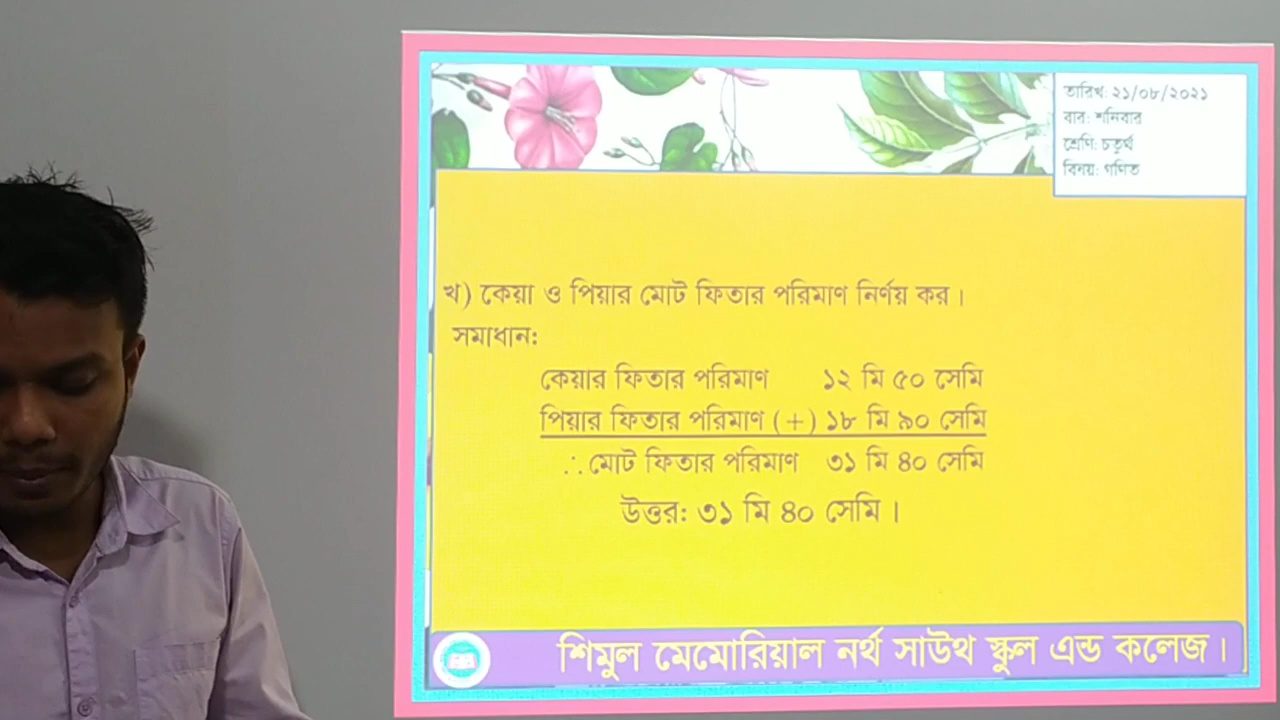 তারিখ: ২১/০৮/২০২১
বার: শনিবার
শ্রেণি: চতুর্থ
বিষয়: গণিত
খ) কেয়া ও পিয়ার মোট ফিতার পরিমাণ নির্ণয় কর।
সমাধান:
কেয়ার ফিতার পরিমাণ ১২ মি ৫০ সেমি
পিয়ার ফিতার পরিমাণ (+) ১৮ মি ৯০ সেমি
∴ মোট ফিতার পরিমাণ ৩১ মি ৪০ সেমি
উত্তর: ৩১ মি ৪০ সেমি।
শিমুল মেমোরিয়াল নর্থ সাউথ স্কুল এন্ড কলেজ।